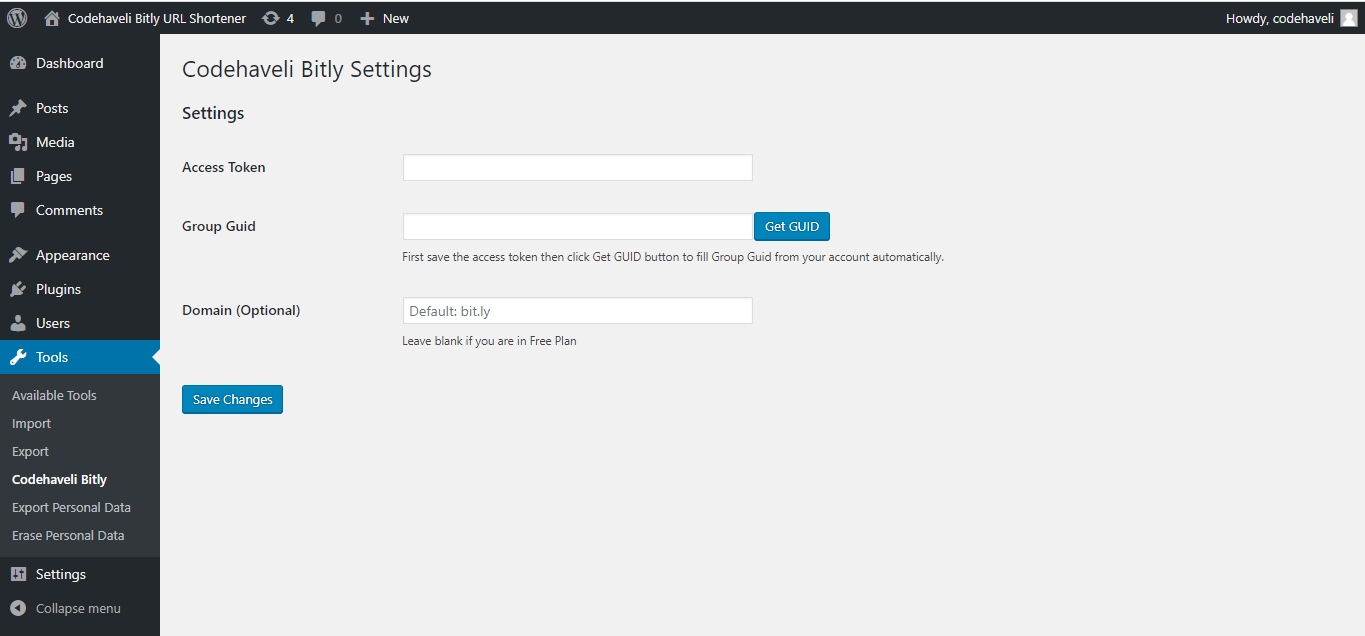 Codehaveli Bitly URL Shortener 4 0 New Howdy, codehaveli
Dashboard
Posts
Media
Pages
Comments
Appearance
Plugins
Users
Tools
Available Tools
Import
Export
Codehaveli Bitly
Export Personal Data
Erase Personal Data
Settings
Collapse menu
Codehaveli Bitly Settings
Settings
Access Token
Group Guid Get GUID
First save the access token then click Get GUID button to fill Group Guid from your account automatically.
Domain (Optional) Default: bit.ly
Leave blank if you are in Free Plan
Save Changes